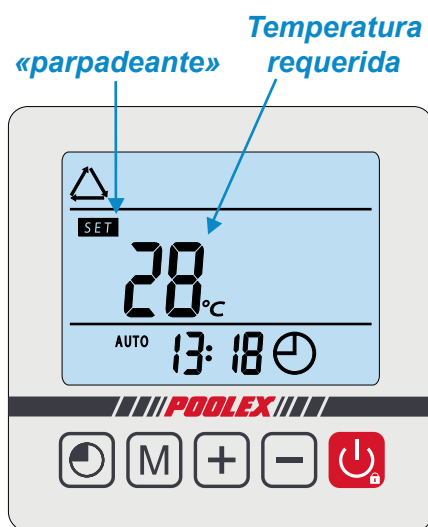 Temperatura
«parpadeante» requerida
SET
28 °C
AUTO 13:18
POOLEX
M + −